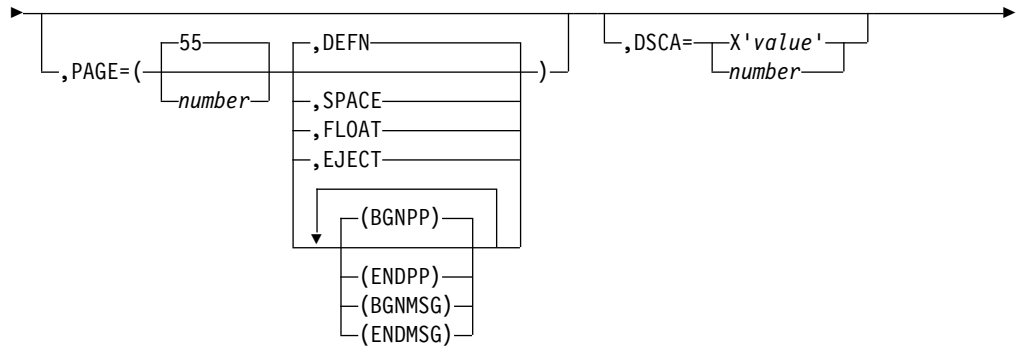 55
,DEFN
,DSCA=
X'value'
,PAGE=(
)
number
number
,SPACE
,FLOAT
,EJECT
(BGNPP)
(ENDPP)
(BGNMSG)
(ENDMSG)